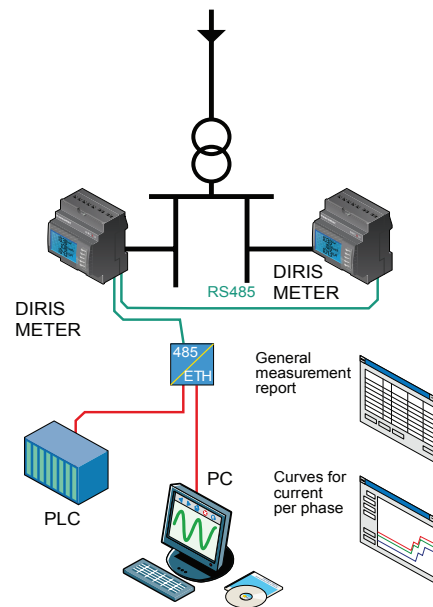 DIRIS
METER
RS485
DIRIS
METER
485
ETH
General
measurement
report
PLC
PC
Curves for
current
per phase